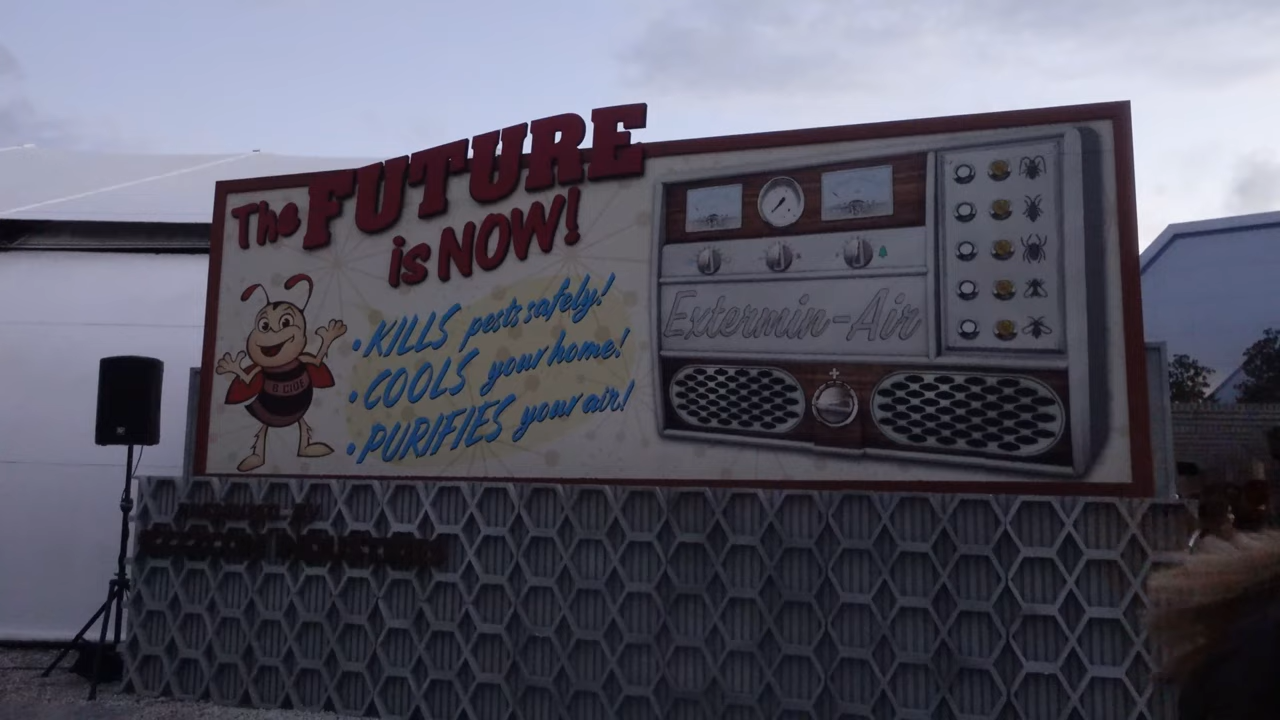 The FUTURE
is NOW!
• KILLS pests safely!
• COOLS your home!
• PURIFIES your air!
Extermin-Air